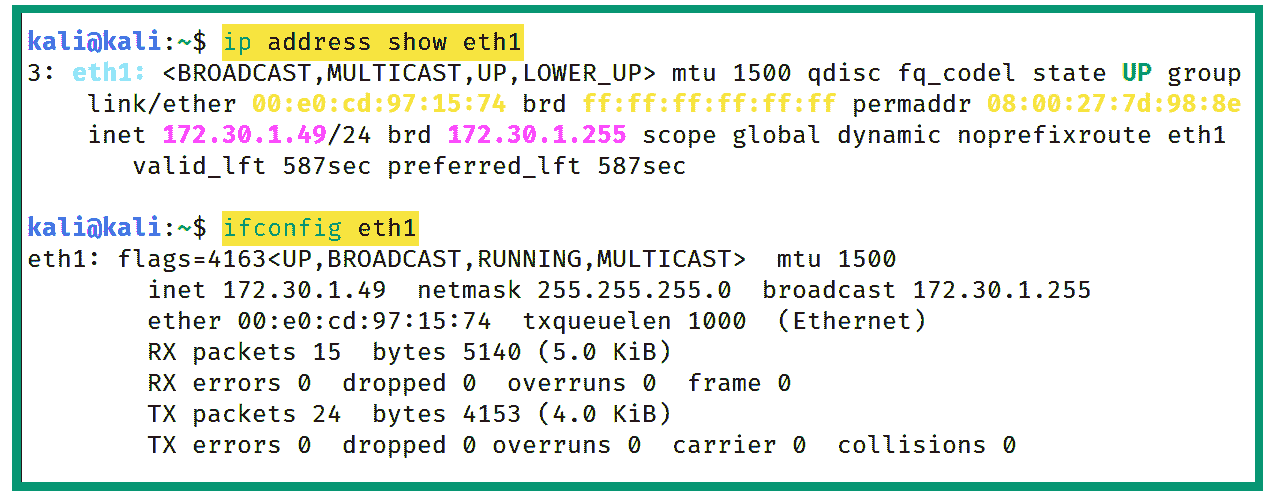 kali@kali:~$ ip address show eth1
3: eth1: <BROADCAST,MULTICAST,UP,LOWER_UP> mtu 1500 qdisc fq_codel state UP group
link/ether 00:e0:cd:97:15:74 brd ff:ff:ff:ff:ff:ff permaddr 08:00:27:7d:98:8e
inet 172.30.1.49/24 brd 172.30.1.255 scope global dynamic noprefixroute eth1
valid_lft 587sec preferred_lft 587sec
kali@kali:~$ ifconfig eth1
eth1: flags=4163<UP,BROADCAST,RUNNING,MULTICAST>  mtu 1500
inet 172.30.1.49  netmask 255.255.255.0  broadcast 172.30.1.255
ether 00:e0:cd:97:15:74  txqueuelen 1000  (Ethernet)
RX packets 15  bytes 5140 (5.0 KiB)
RX errors 0  dropped 0  overruns 0  frame 0
TX packets 24  bytes 4153 (4.0 KiB)
TX errors 0  dropped 0 overruns 0  carrier 0  collisions 0